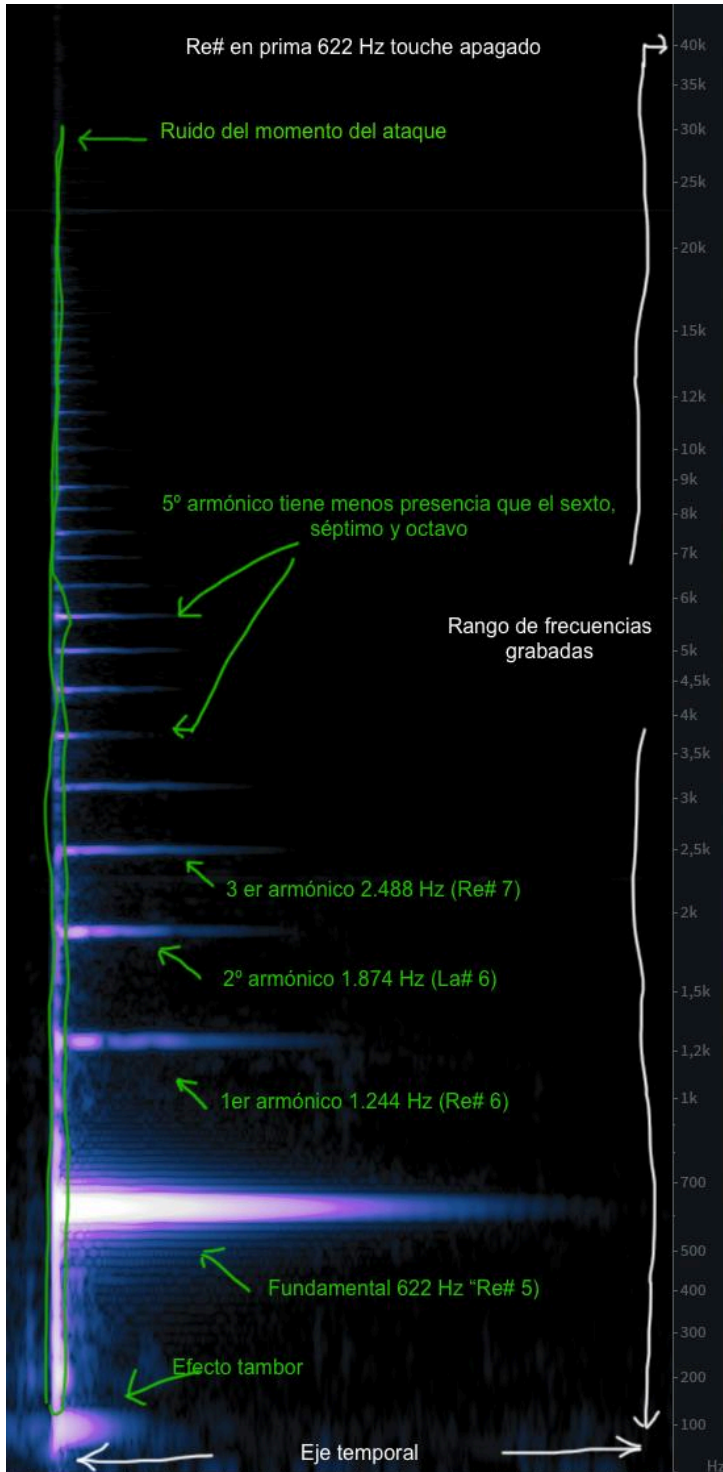 Re# en prima 622 Hz touche apagado
40k
35k
Ruido del momento del ataque
30k
25k
20k
15k
12k
10k
9k
5º armónico tiene menos presencia que el sexto,
séptimo y octavo
8k
7k
6k
Rango de frecuencias
grabadas
5k
4,5k
4k
3,5k
3k
2,5k
3 er armónico 2.488 Hz (Re# 7)
2k
2º armónico 1.874 Hz (La# 6)
1,5k
1,2k
1er armónico 1.244 Hz (Re# 6)
1k
700
500
Fundamental 622 Hz “Re# 5)
400
300
Efecto tambor
200
100
Eje temporal
Hz